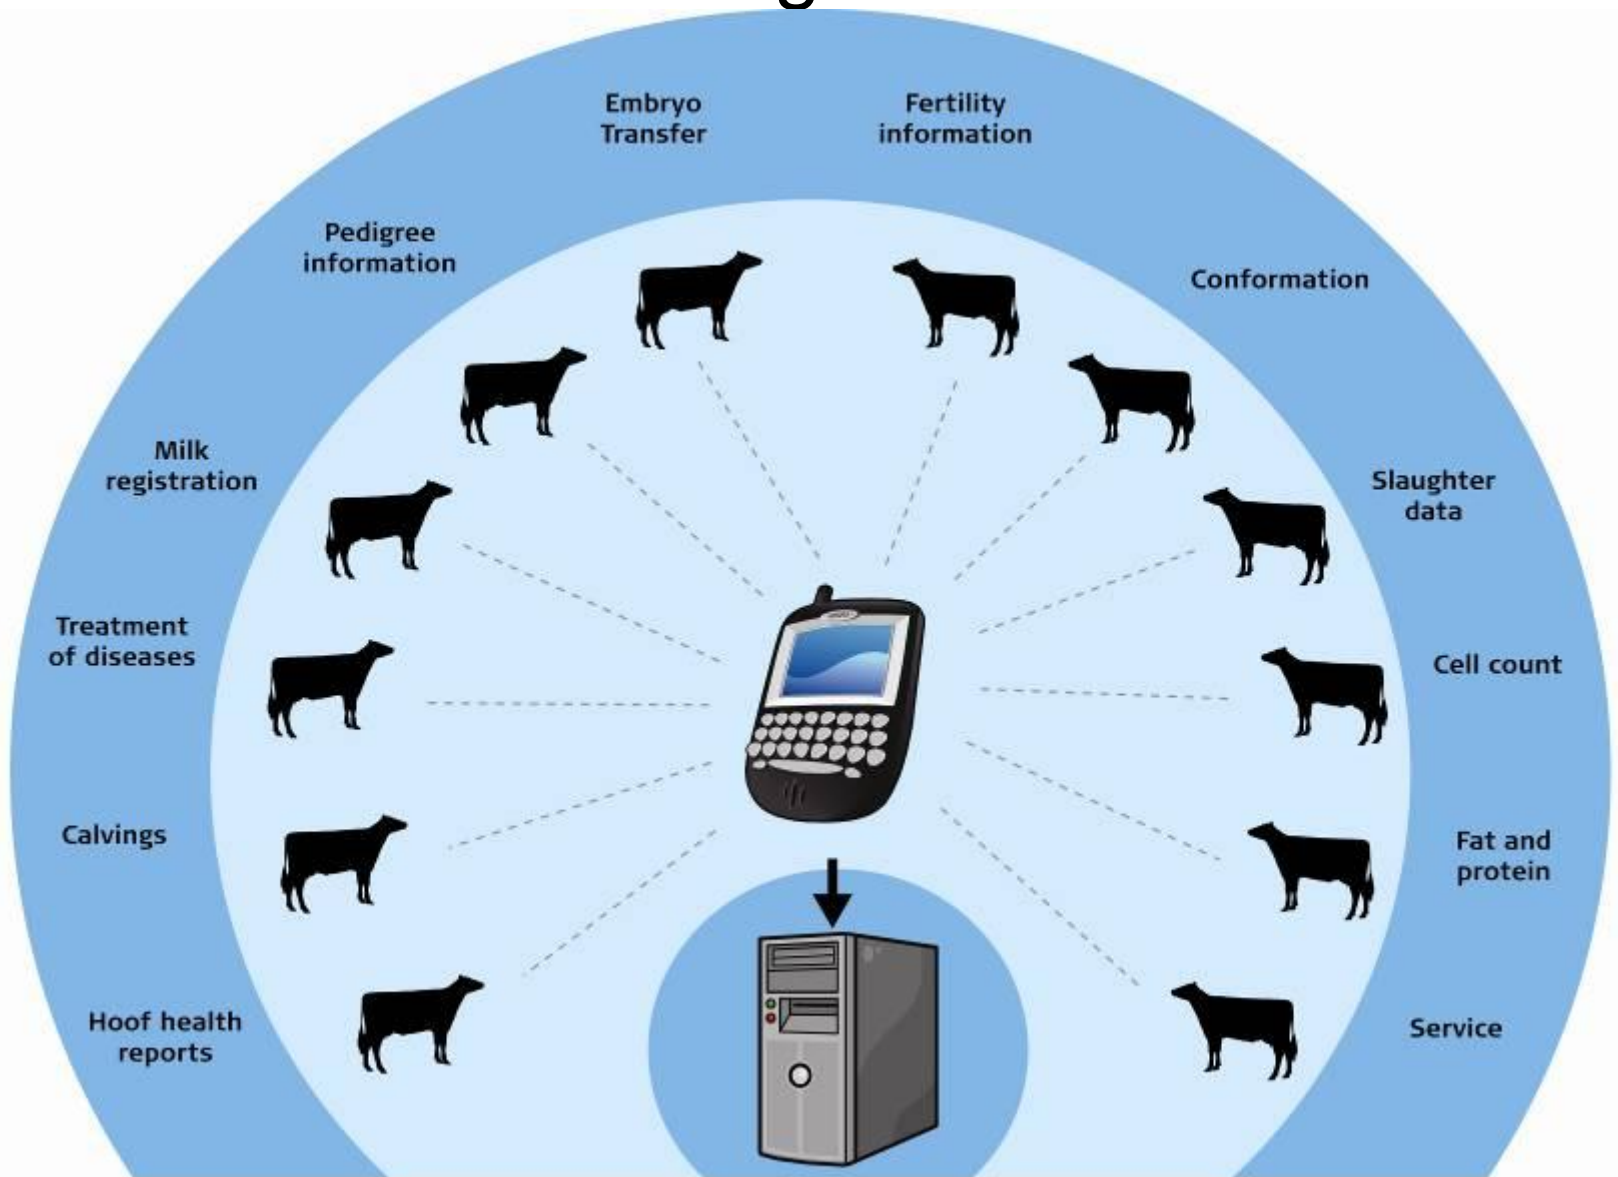 Embryo
Transfer
Fertility
information
Pedigree
information
Conformation
Milk
registration
Slaughter
data
Treatment
of diseases
Cell count
Calvings
Fat and
protein
Hoof health
reports
Service